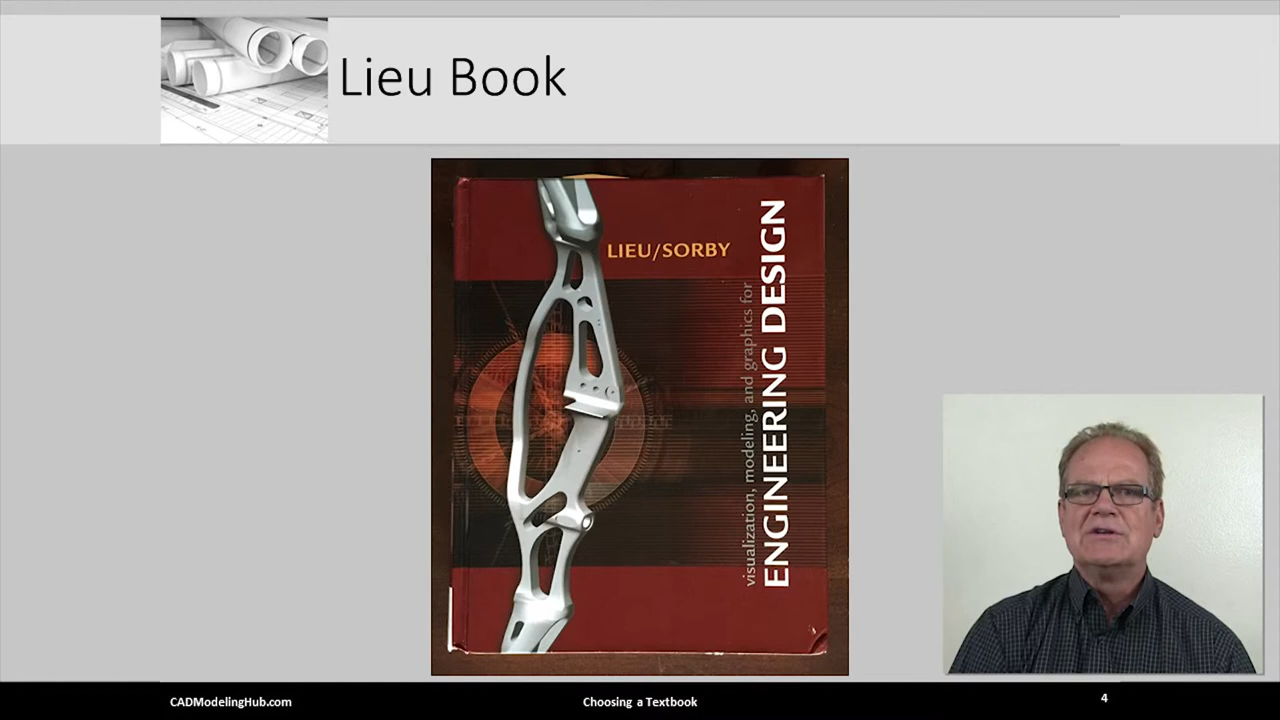 Lieu Book
LIEU/SORBY
visualization, modeling, and graphics for
ENGINEERING DESIGN
CADModelingHub.com
Choosing a Textbook
4